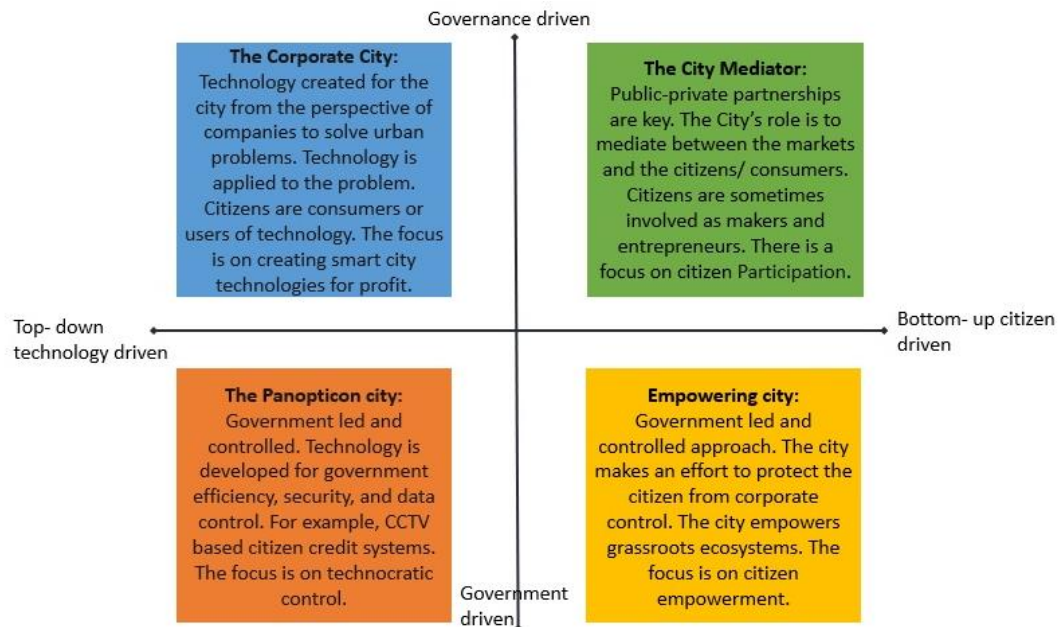 Governance driven
The Corporate City:
Technology created for the
city from the perspective of
companies to solve urban
problems. Technology is
applied to the problem.
Citizens are consumers or
users of technology. The focus
is on creating smart city
technologies for profit.
The City Mediator:
Public-private partnerships
are key. The City’s role is to
mediate between the markets
and the citizens/ consumers.
Citizens are sometimes
involved as makers and
entrepreneurs. There is a
focus on citizen Participation.
Top- down
technology driven
Bottom- up citizen
driven
The Panopticon city:
Government led and
controlled. Technology is
developed for government
efficiency, security, and data
control. For example, CCTV
based citizen credit systems.
The focus is on technocratic
control.
Empowering city:
Government led and
controlled approach. The city
makes an effort to protect the
citizen from corporate
control. The city empowers
grassroots ecosystems. The
focus is on citizen
empowerment.
Government
driven